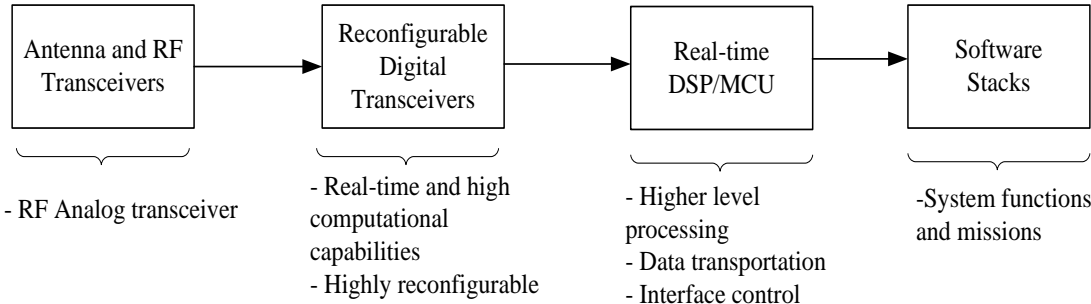 Antenna and RF
Transceivers
Reconfigurable
Digital
Transceivers
Real-time
DSP/MCU
Software
Stacks
- RF Analog transceiver
- Real-time and high
computational
capabilities
- Highly reconfigurable
- Higher level
processing
- Data transportation
- Interface control
-System functions
and missions